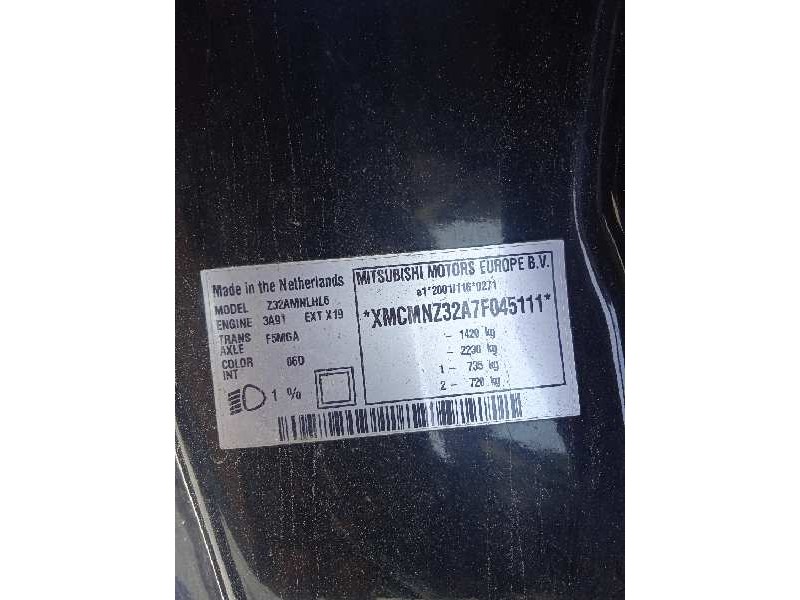 Made in the Netherlands
MODEL Z32AMNLHL6
ENGINE 3A91 EXT X19
TRANS AXLE F5MGA
COLOR INT 06D
1 %
MITSUBISHI MOTORS EUROPE B.V.
e1*2001/116*0271
*XMCMNZ32A7F045111*
- 1420 kg
- 2230 kg
1 - 735 kg
2 - 720 kg